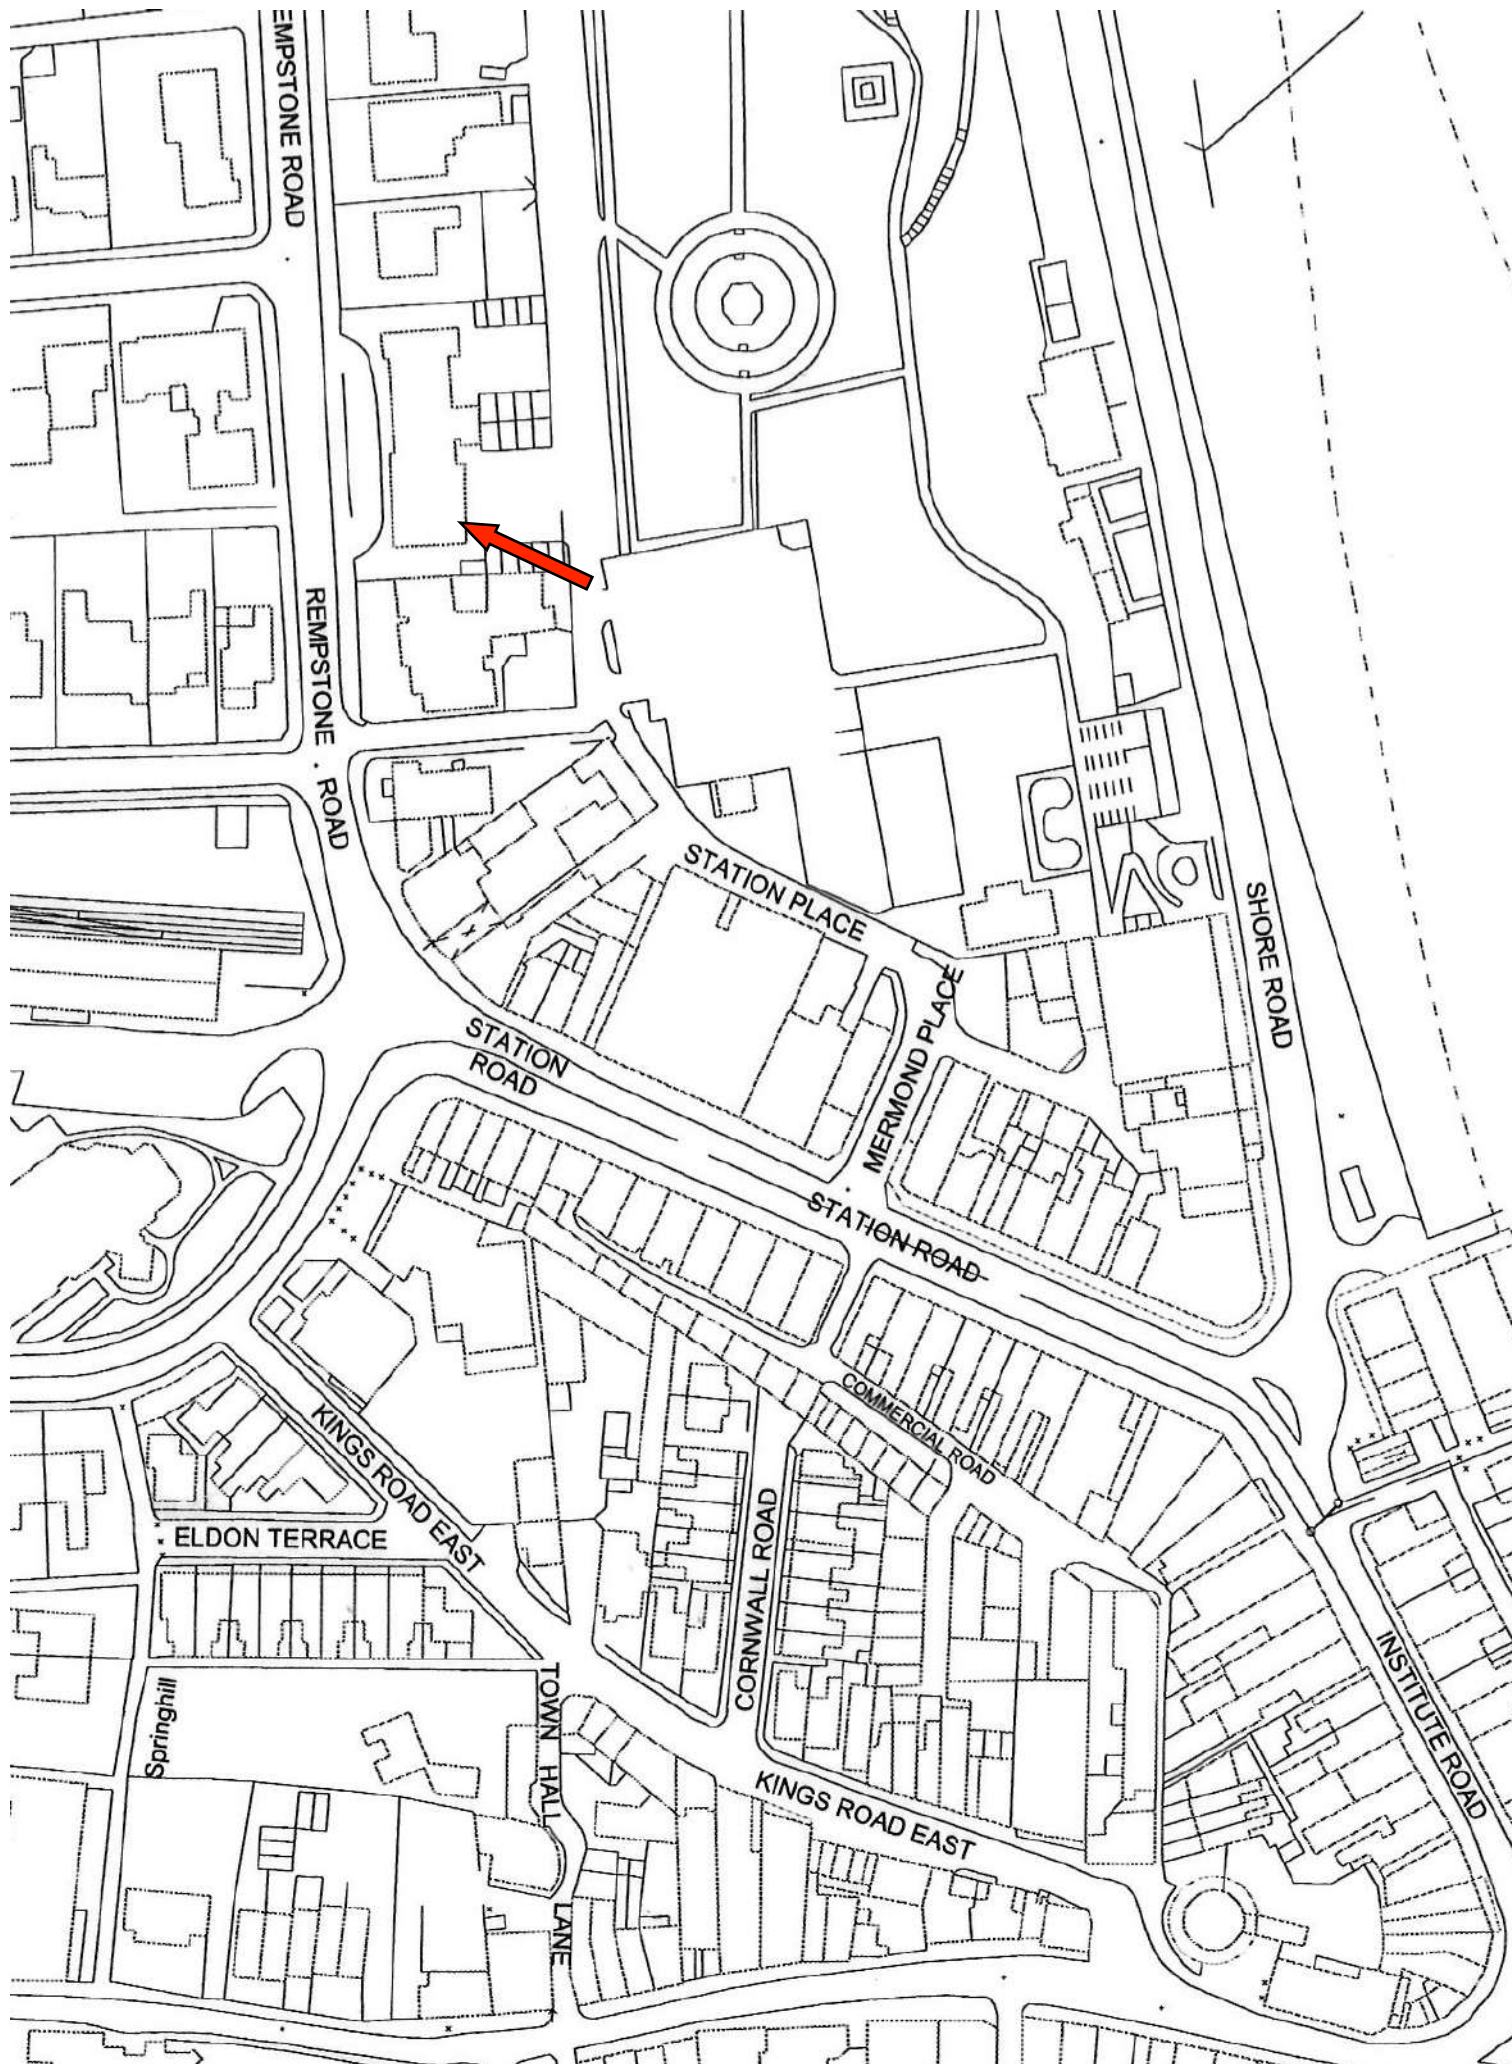 EMPSTONE ROAD
REMPSTONE ROAD
STATION PLACE
SHORE ROAD
MERMOND PLACE
STATION
ROAD
STATION ROAD
COMMERCIAL ROAD
KINGS ROAD EAST
ELDON TERRACE
CORNWALL ROAD
INSTITUTE ROAD
Springhill
TOWN HALL LANE
KINGS ROAD EAST